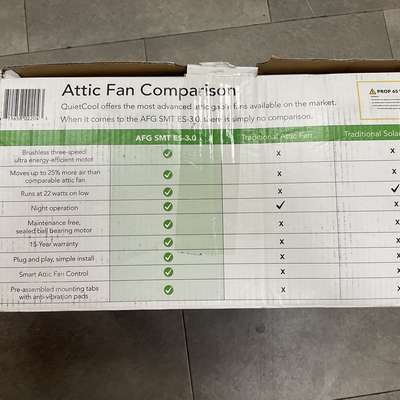 Attic Fan Comparison
QuietCool offers the most advanced attic gable fans available on the market.
When it comes to the AFG SMT ES-3.0, there is simply no comparison.
PROP 65
AFG SMT ES-3.0 Traditional Attic Fan Traditional Sola
Brushless three-speed
ultra energy-efficient motor ✓ x x
Moves up to 25% more air than
comparable attic fan ✓ x x
Runs at 22 watts on low ✓ x ✓
Night operation ✓ ✓ x
Maintenance free,
sealed ball bearing motor ✓ x x
15-Year warranty ✓ x x
Plug and play, simple install ✓ x x
Smart Attic Fan Control ✓ x x
Pre-assembled mounting tabs
with anti-vibration pads ✓ x x